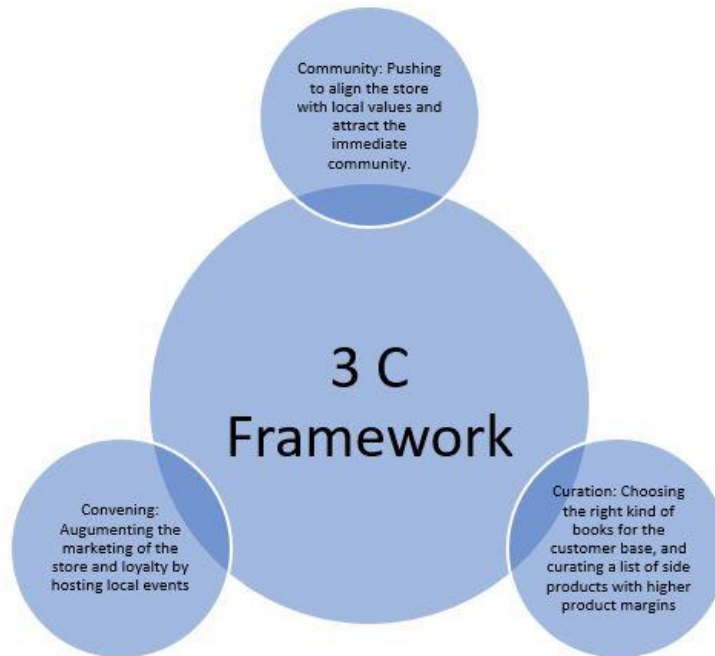 Community: Pushing
to align the store
with local values and
attract the
immediate
community.
3 C
Framework
Convening:
Augumenting the
marketing of the
store and loyalty by
hosting local events
Curation: Choosing
the right kind of
books for the
customer base, and
curating a list of side
products with higher
product margins